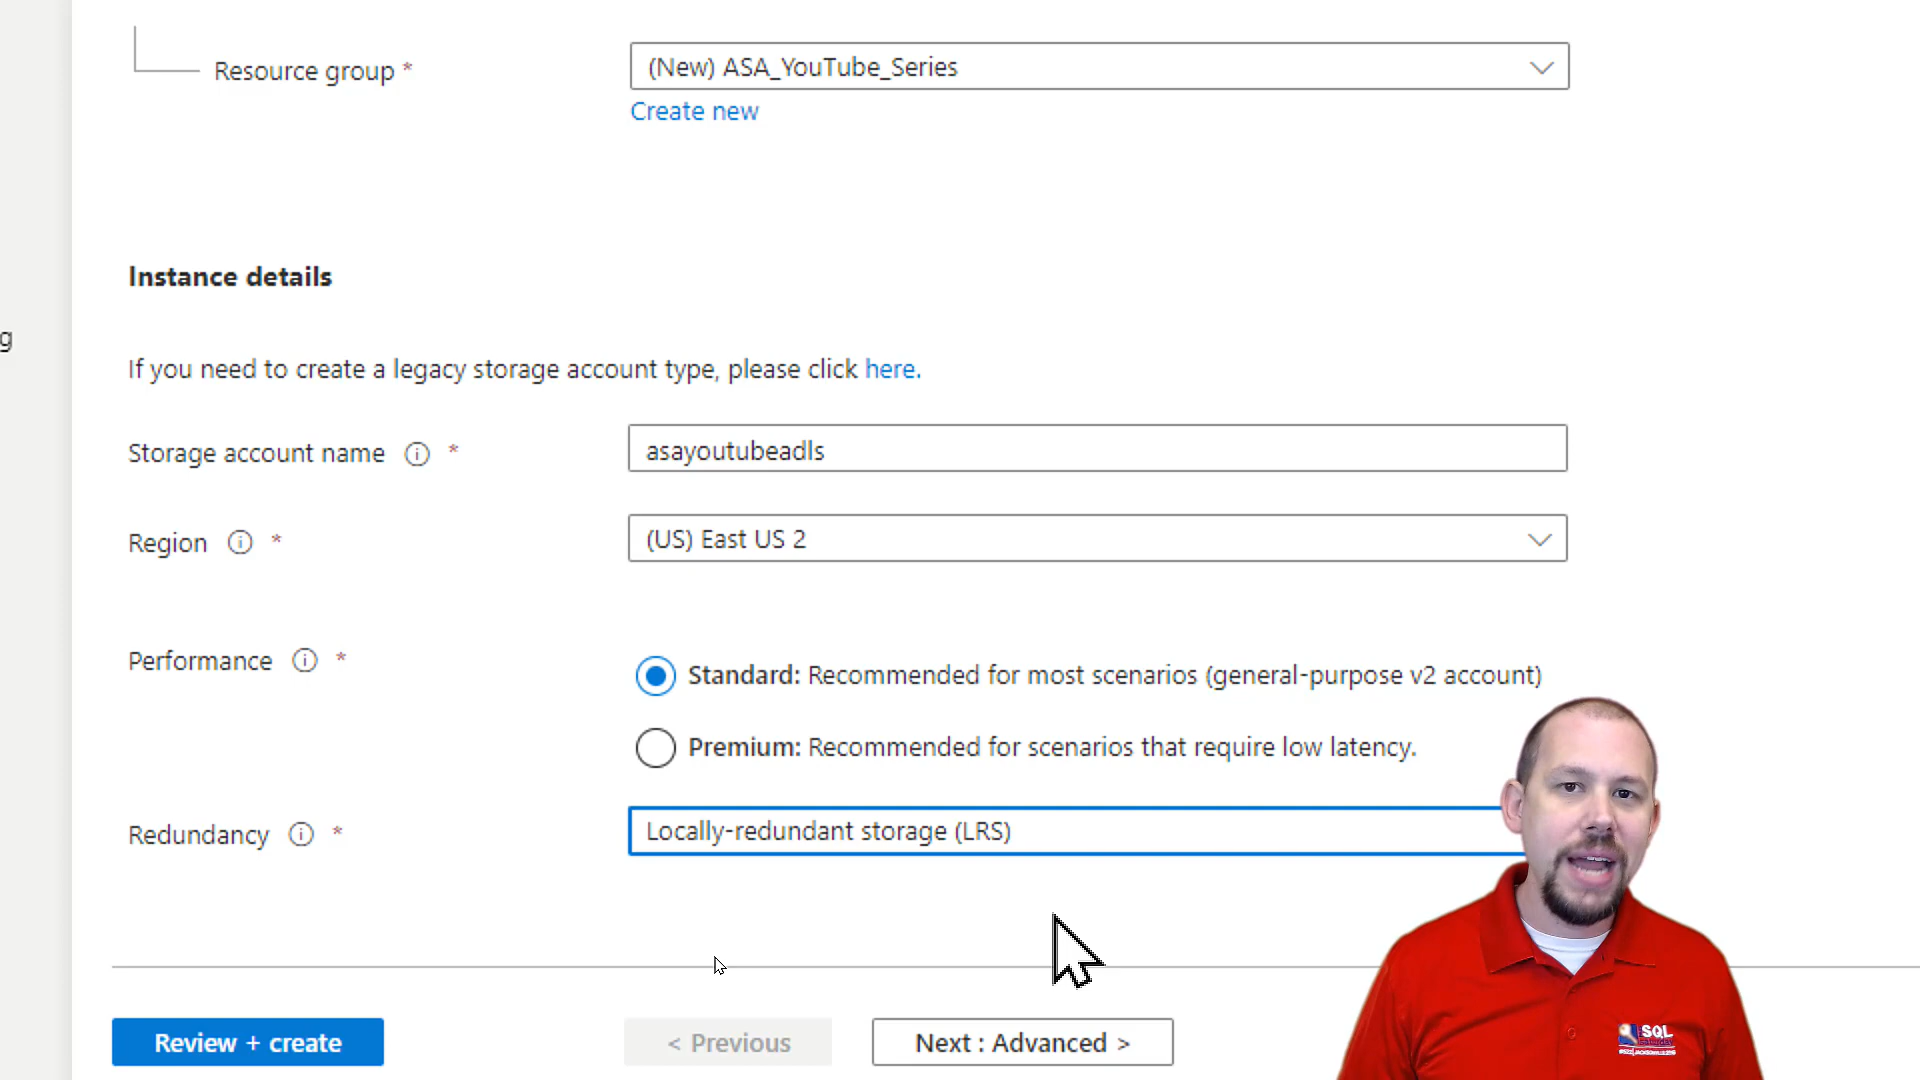 Resource group *
(New) ASA_YouTube_Series
Create new
Instance details
g
If you need to create a legacy storage account type, please click here.
Storage account name *
asayoutubeadls
Region *
(US) East US 2
Performance *
Standard: Recommended for most scenarios (general-purpose v2 account)
Premium: Recommended for scenarios that require low latency.
Redundancy *
Locally-redundant storage (LRS)
Review + create
< Previous
Next : Advanced >
SQL